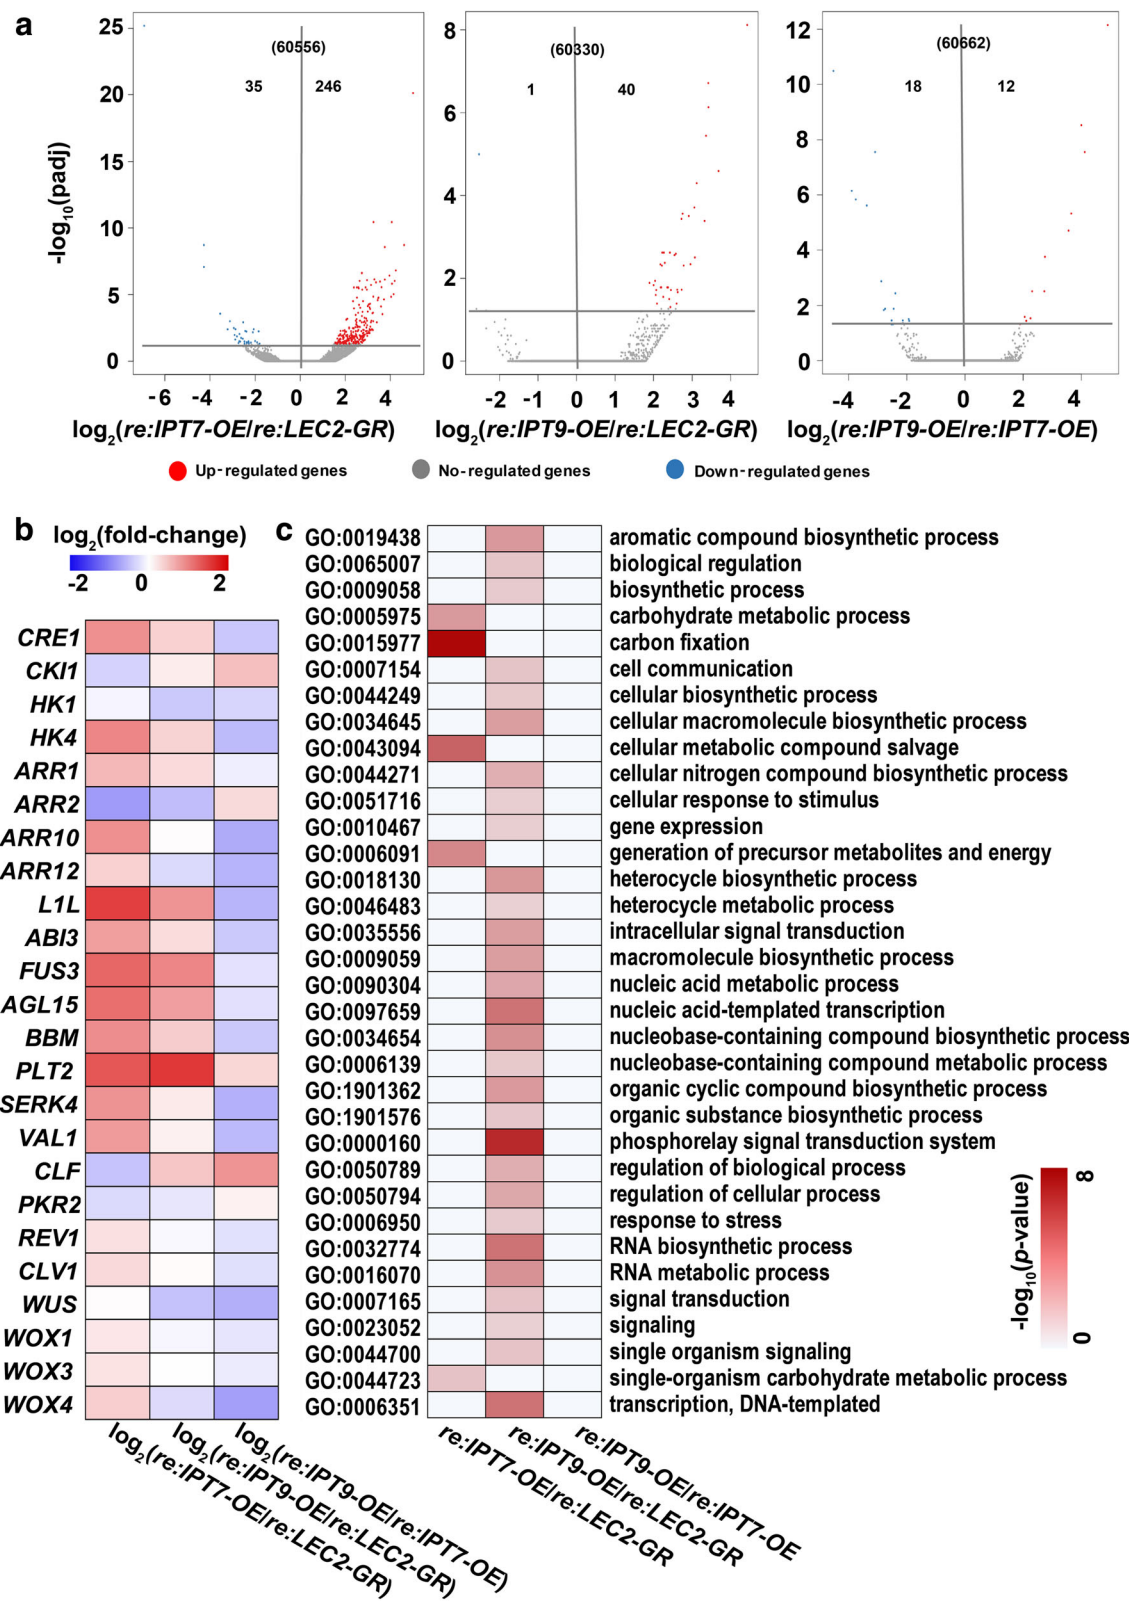 a
-log10(padj)
25
20
15
10
5
0
(60556)
35 246
-6 -4 -2 0 2 4
log2(re:IPT7-OE/re:LEC2-GR)
8
6
4
2
0
(60330)
1 40
-2 -1 0 1 2 3 4
log2(re:IPT9-OE/re:LEC2-GR)
12
10
8
6
4
2
0
(60662)
18 12
-4 -2 0 2 4
log2(re:IPT9-OE/re:IPT7-OE)
Up-regulated genes No-regulated genes Down-regulated genes
b
log2(fold-change)
-2 0 2
CRE1
CKI1
HK1
HK4
ARR1
ARR2
ARR10
ARR12
L1L
ABI3
FUS3
AGL15
BBM
PLT2
SERK4
VAL1
CLF
PKR2
REV1
CLV1
WUS
WOX1
WOX3
WOX4
log2(re:IPT7-OE/re:LEC2-GR)
log2(re:IPT9-OE/re:LEC2-GR)
log2(re:IPT9-OE/re:IPT7-OE)
c
GO:0019438 aromatic compound biosynthetic process
GO:0065007 biological regulation
GO:0009058 biosynthetic process
GO:0005975 carbohydrate metabolic process
GO:0015977 carbon fixation
GO:0007154 cell communication
GO:0044249 cellular biosynthetic process
GO:0034645 cellular macromolecule biosynthetic process
GO:0043094 cellular metabolic compound salvage
GO:0044271 cellular nitrogen compound biosynthetic process
GO:0051716 cellular response to stimulus
GO:0010467 gene expression
GO:0006091 generation of precursor metabolites and energy
GO:0018130 heterocycle biosynthetic process
GO:0046483 heterocycle metabolic process
GO:0035556 intracellular signal transduction
GO:0009059 macromolecule biosynthetic process
GO:0090304 nucleic acid metabolic process
GO:0097659 nucleic acid-templated transcription
GO:0034654 nucleobase-containing compound biosynthetic process
GO:0006139 nucleobase-containing compound metabolic process
GO:1901362 organic cyclic compound biosynthetic process
GO:1901576 organic substance biosynthetic process
GO:0000160 phosphorelay signal transduction system
GO:0050789 regulation of biological process
GO:0050794 regulation of cellular process
GO:0006950 response to stress
GO:0032774 RNA biosynthetic process
GO:0016070 RNA metabolic process
GO:0007165 signal transduction
GO:0023052 signaling
GO:0044700 single organism signaling
GO:0044723 single-organism carbohydrate metabolic process
GO:0006351 transcription, DNA-templated
-log10(p-value)
8
0
re:IPT7-OE/re:LEC2-GR
re:IPT9-OE/re:LEC2-GR
re:IPT9-OE/re:IPT7-OE